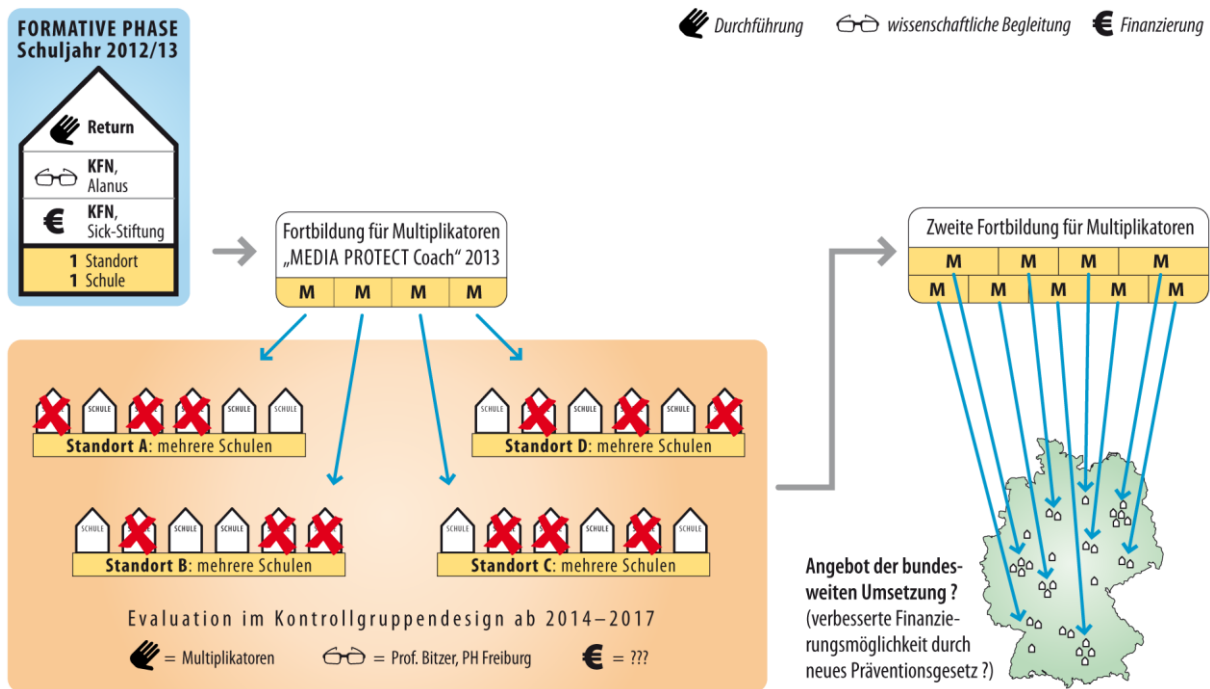 FORMATIVE PHASE
Schuljahr 2012/13
Return
KFN,
Alanus
€ KFN,
Sick-Stiftung
1 Standort
1 Schule
Durchführung
wissenschaftliche Begleitung
€ Finanzierung
Fortbildung für Multiplikatoren
„MEDIA PROTECT Coach“ 2013
M M M M
Zweite Fortbildung für Multiplikatoren
M M M M
M M M M M
SCHULE SCHULE SCHULE
Standort A: mehrere Schulen
SCHULE SCHULE SCHULE
Standort D: mehrere Schulen
SCHULE SCHULE SCHULE
Standort B: mehrere Schulen
SCHULE SCHULE SCHULE
Standort C: mehrere Schulen
Evaluation im Kontrollgruppendesign ab 2014–2017
= Multiplikatoren
= Prof. Bitzer, PH Freiburg
€ = ???
Angebot der bundes-
weiten Umsetzung ?
(verbesserte Finanzie-
rungsmöglichkeit durch
neues Präventionsgesetz ?)